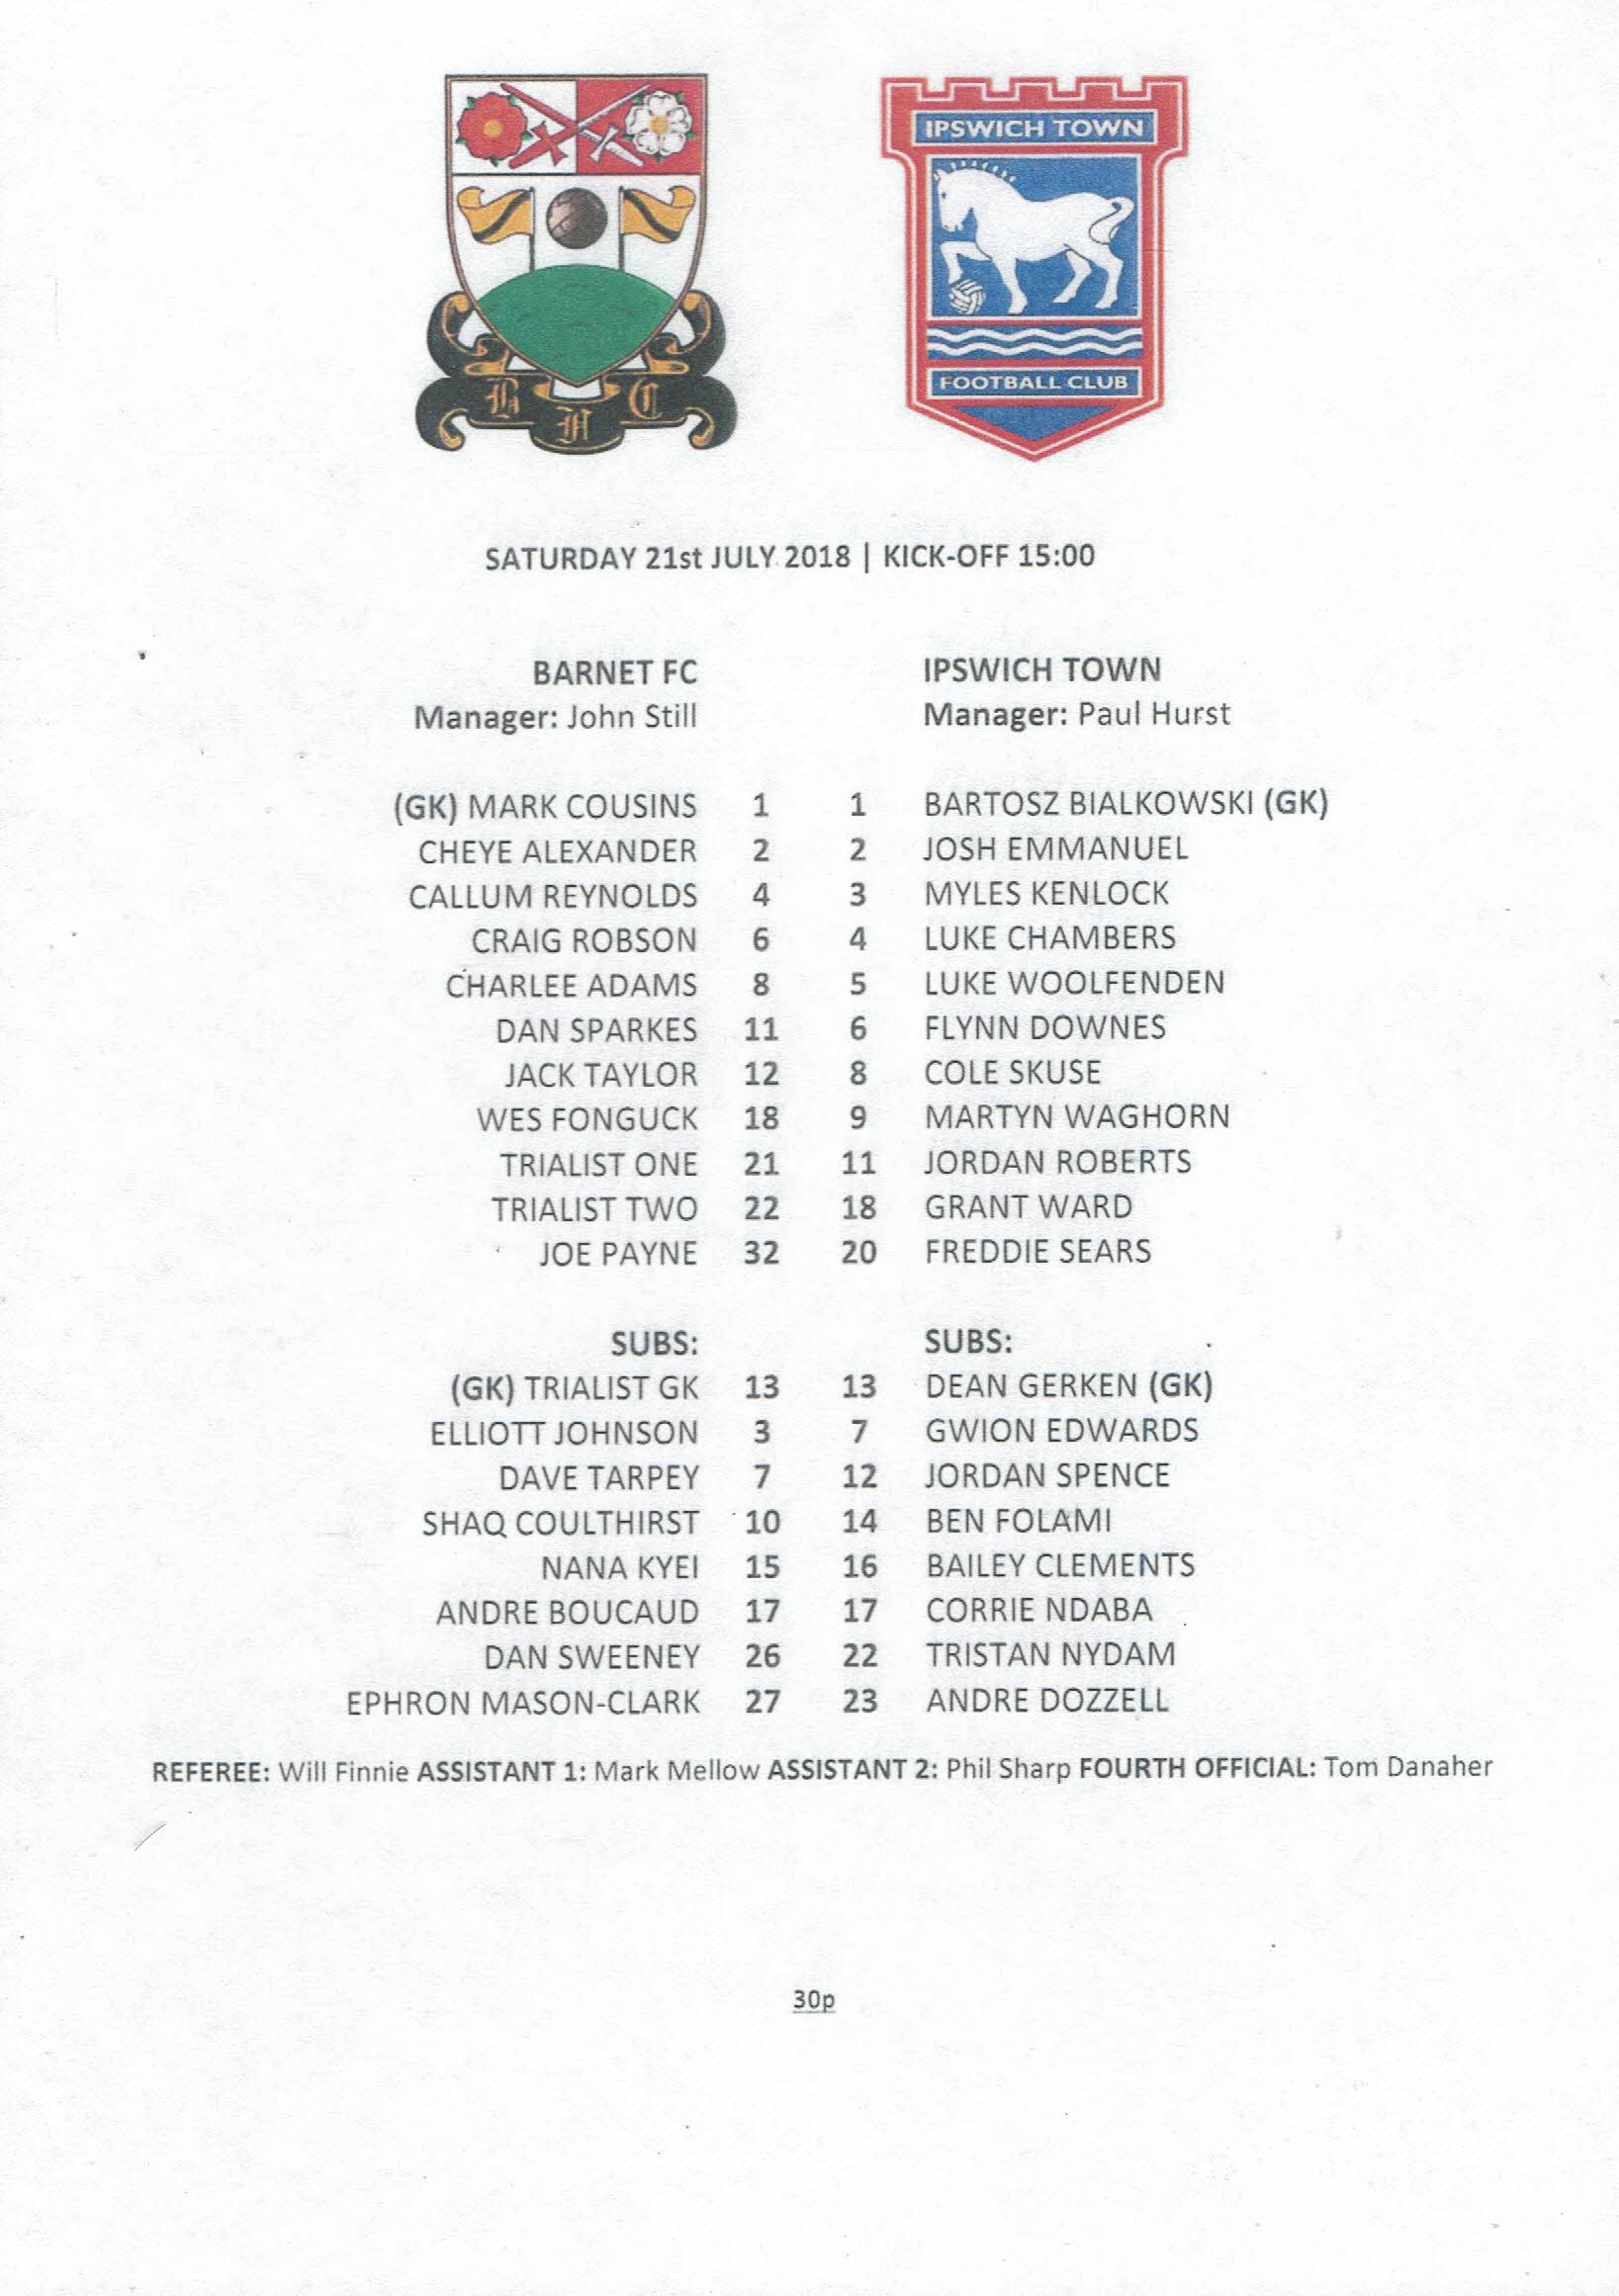 IPSWICH TOWN
FOOTBALL CLUB
B F C
SATURDAY 21st JULY 2018 | KICK-OFF 15:00
BARNET FC IPSWICH TOWN
Manager: John Still Manager: Paul Hurst
(GK) MARK COUSINS 1 1 BARTOSZ BIALKOWSKI (GK)
CHEYE ALEXANDER 2 2 JOSH EMMANUEL
CALLUM REYNOLDS 4 3 MYLES KENLOCK
CRAIG ROBSON 6 4 LUKE CHAMBERS
CHARLEE ADAMS 8 5 LUKE WOOLFENDEN
DAN SPARKES 11 6 FLYNN DOWNES
JACK TAYLOR 12 8 COLE SKUSE
WES FONGUCK 18 9 MARTYN WAGHORN
TRIALIST ONE 21 11 JORDAN ROBERTS
TRIALIST TWO 22 18 GRANT WARD
JOE PAYNE 32 20 FREDDIE SEARS
SUBS: SUBS:
(GK) TRIALIST GK 13 13 DEAN GERKEN (GK)
ELLIOTT JOHNSON 3 7 GWION EDWARDS
DAVE TARPEY 7 12 JORDAN SPENCE
SHAQ COULTHIRST 10 14 BEN FOLAMI
NANA KYEI 15 16 BAILEY CLEMENTS
ANDRE BOUCAUD 17 17 CORRIE NDABA
DAN SWEENEY 26 22 TRISTAN NYDAM
EPHRON MASON-CLARK 27 23 ANDRE DOZZELL
REFEREE: Will Finnie ASSISTANT 1: Mark Mellow ASSISTANT 2: Phil Sharp FOURTH OFFICIAL: Tom Danaher
30p